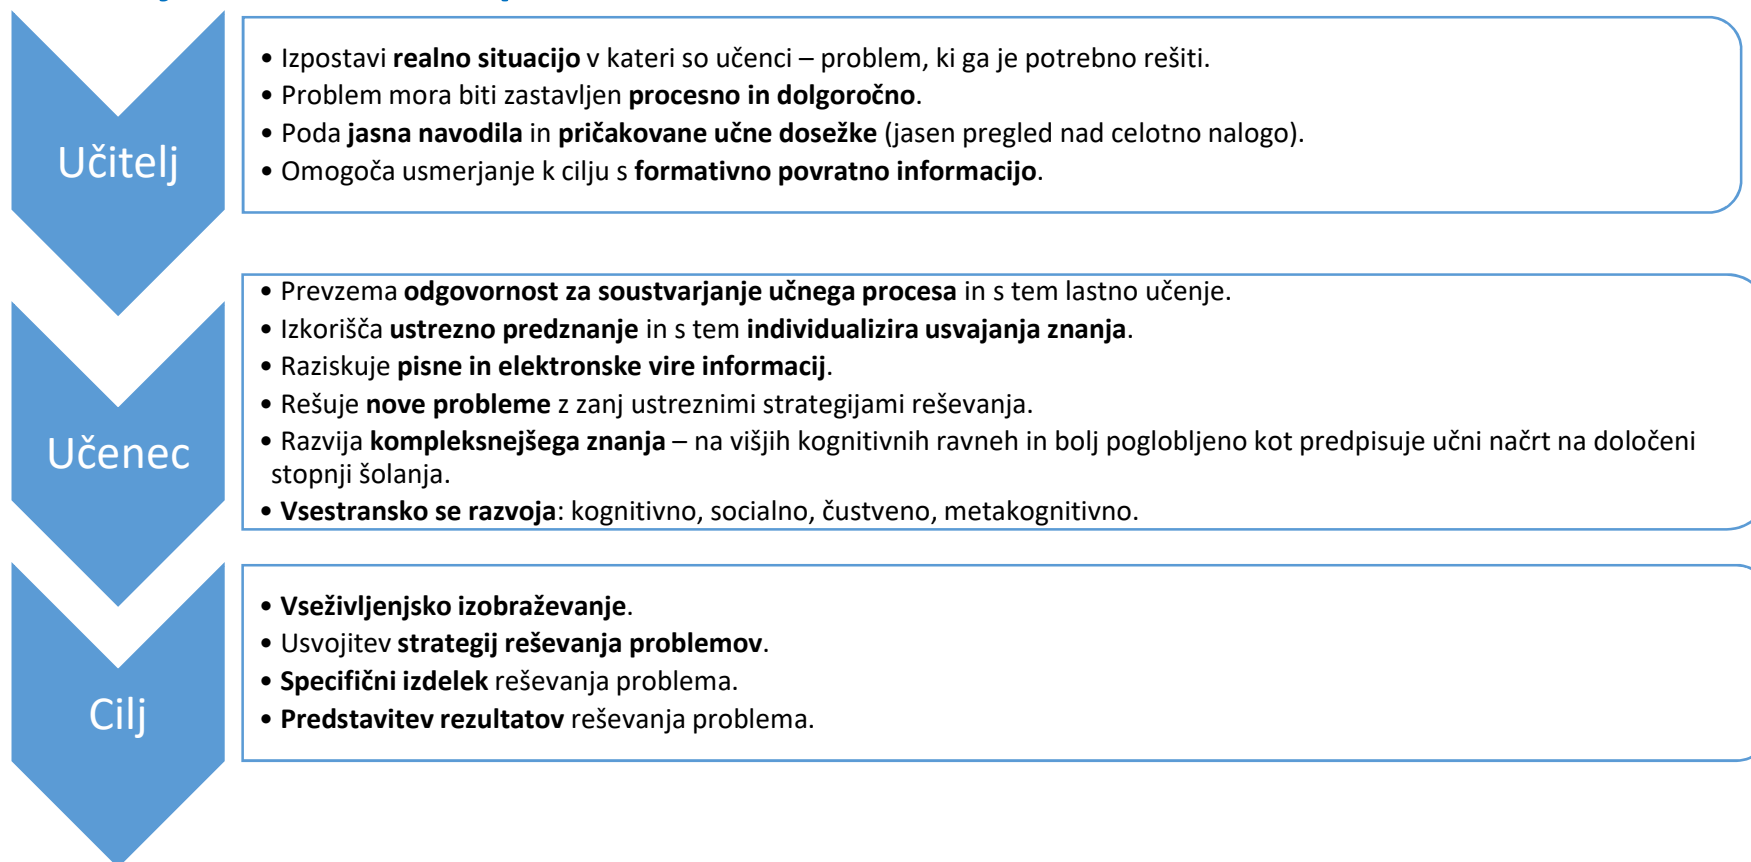 Učitelj
• Izpostavi realno situacijo v kateri so učenci – problem, ki ga je potrebno rešiti.
• Problem mora biti zastavljen procesno in dolgoročno.
• Poda jasna navodila in pričakovane učne dosežke (jasen pregled nad celotno nalogo).
• Omogoča usmerjanje k cilju s formativno povratno informacijo.
Učenec
• Prevzema odgovornost za soustvarjanje učnega procesa in s tem lastno učenje.
• Izkorišča ustrezno predznanje in s tem individualizira usvajanja znanja.
• Raziskuje pisne in elektronske vire informacij.
• Rešuje nove probleme z zanj ustreznimi strategijami reševanja.
• Razvija kompleksnejšega znanja – na višjih kognitivnih ravneh in bolj poglobljeno kot predpisuje učni načrt na določeni
stopnji šolanja.
• Vsestransko se razvoja: kognitivno, socialno, čustveno, metakognitivno.
Cilj
• Vseživljenjsko izobraževanje.
• Usvojitev strategij reševanja problemov.
• Specifični izdelek reševanja problema.
• Predstavitev rezultatov reševanja problema.